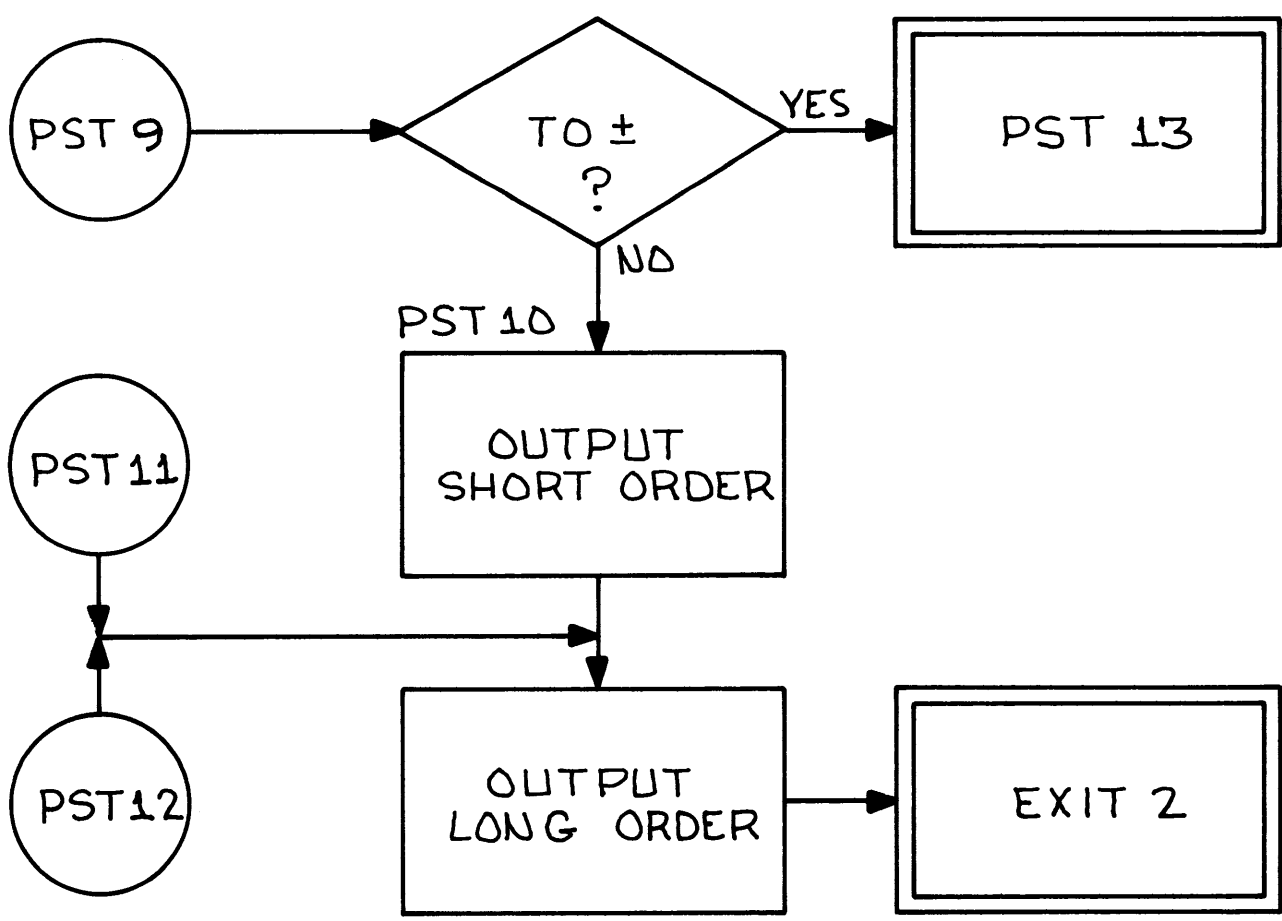 PST 9
TO ±
?
YES
PST 13
NO
PST 10
OUTPUT
SHORT ORDER
PST 11
PST 12
OUTPUT
LONG ORDER
EXIT 2